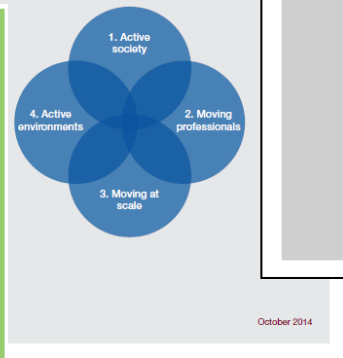 1. Active
society
4. Active
environments
2. Moving
professionals
3. Moving at
scale
October 2014